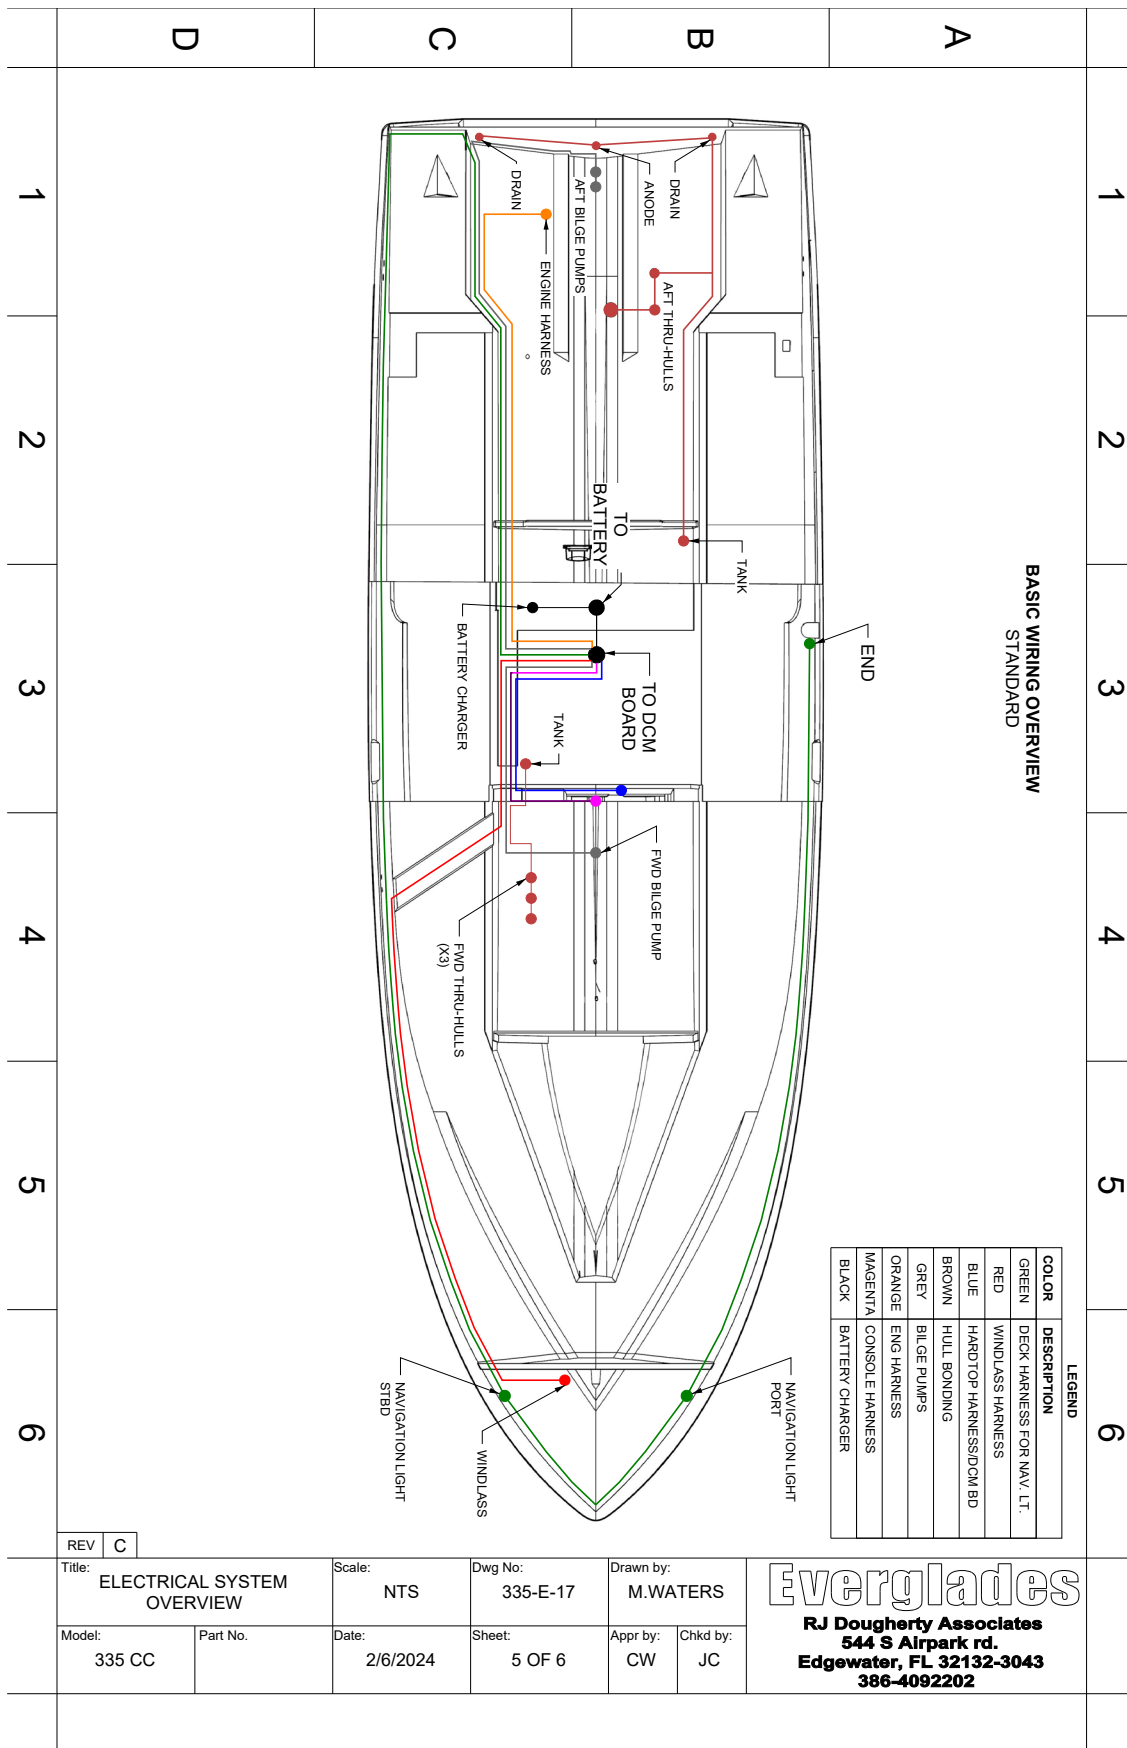 D
C
B
A
1
1
2
2
3
3
4
4
5
5
6
6
BASIC WIRING OVERVIEW
STANDARD
DRAIN
AFT BILGE PUMPS
ANODE
DRAIN
ENGINE HARNESS
AFT THRU-HULLS
TO
BATTERY
TANK
END
BATTERY CHARGER
TO DCM
BOARD
TANK
FWD BILGE PUMP
FWD THRU-HULLS
(X3)
NAVIGATION LIGHT
STBD
WINDLASS
NAVIGATION LIGHT
PORT
LEGEND
COLOR DESCRIPTION
GREEN DECK HARNESS FOR NAV. LT.
RED WINDLASS HARNESS
BLUE HARDTOP HARNESS/DCM BD
BROWN HULL BONDING
GREY BILGE PUMPS
ORANGE ENG HARNESS
MAGENTA CONSOLE HARNESS
BLACK BATTERY CHARGER
REV C
Title:
ELECTRICAL SYSTEM
OVERVIEW
Scale:
NTS
Dwg No:
335-E-17
Drawn by:
M.WATERS
Model:
335 CC
Part No.
Date:
2/6/2024
Sheet:
5 OF 6
Appr by:
CW
Chkd by:
JC
Everglades
RJ Dougherty Associates
544 S Airpark rd.
Edgewater, FL 32132-3043
386-4092202